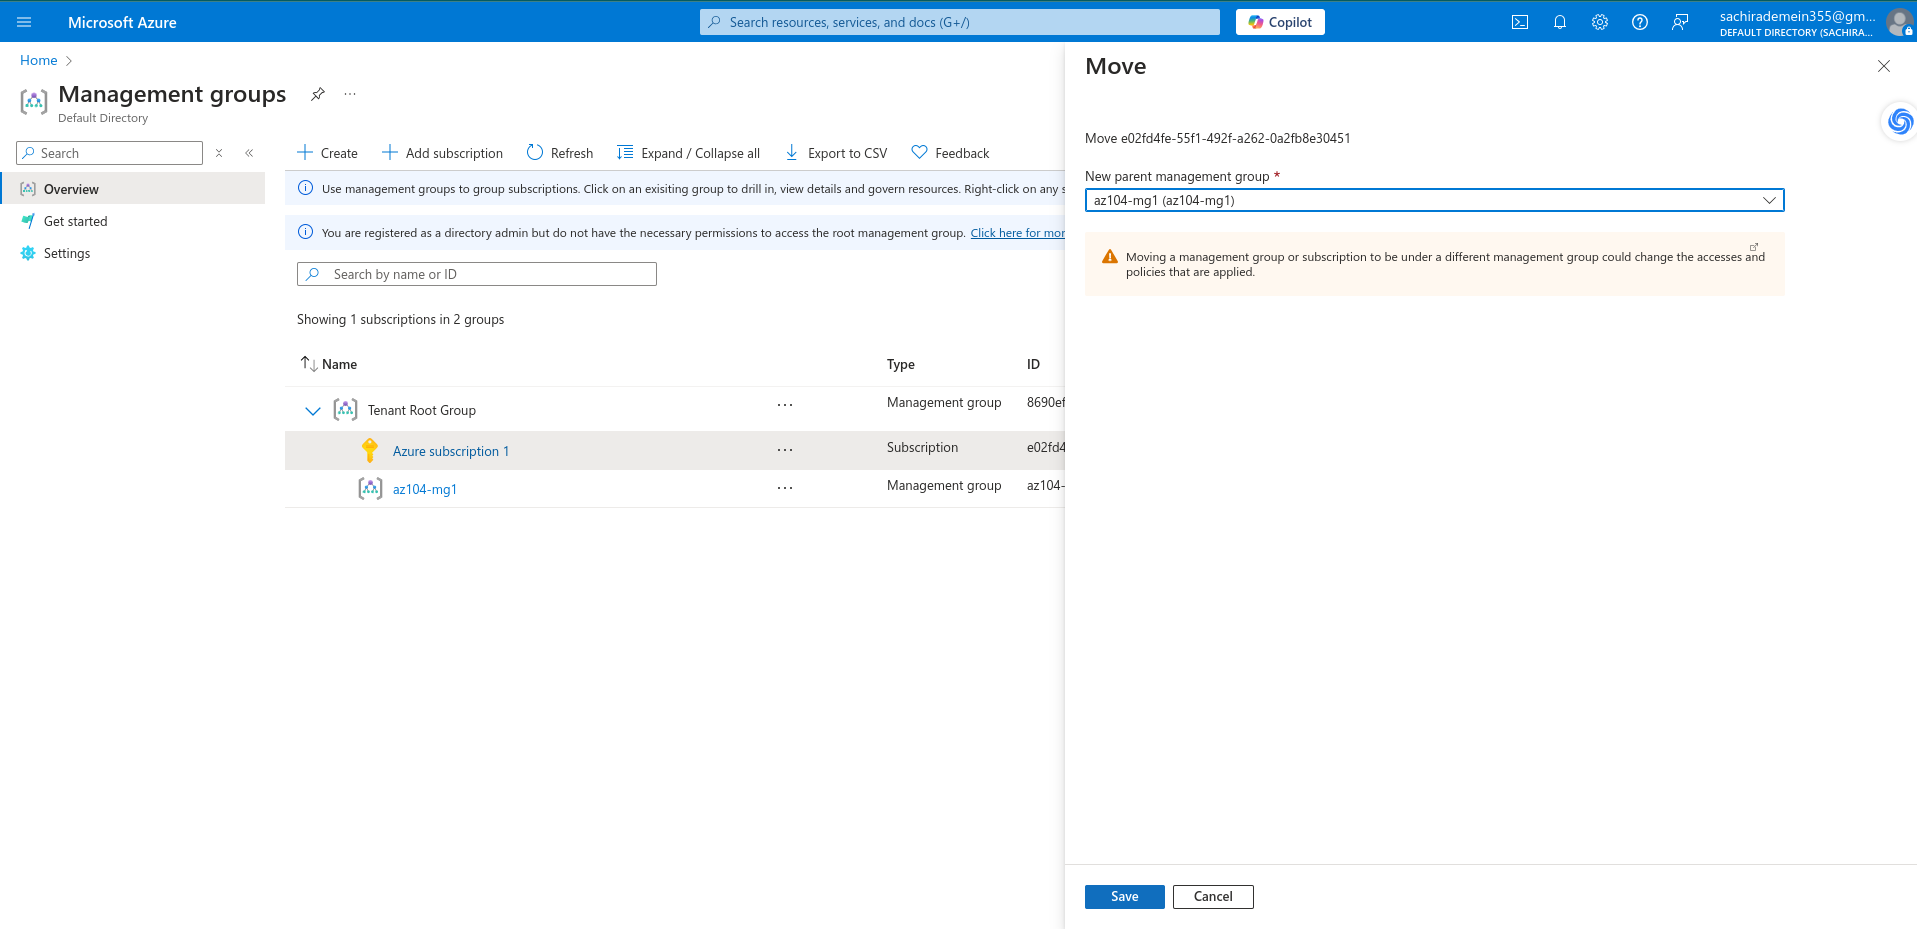 Microsoft Azure
Search resources, services, and docs (G+/)
Copilot
sachirademein355@gm...
DEFAULT DIRECTORY (SACHIRA...
Home
Management groups
...
Default Directory
Search
Overview
Get started
Settings
Create
Add subscription
Refresh
Expand / Collapse all
Export to CSV
Feedback
Use management groups to group subscriptions. Click on an exisiting group to drill in, view details and govern resources. Right-click on any s
You are registered as a directory admin but do not have the necessary permissions to access the root management group. Click here for mor
Search by name or ID
Showing 1 subscriptions in 2 groups
Name Type ID
Tenant Root Group ... Management group 8690ef
Azure subscription 1 ... Subscription e02fd4
az104-mg1 ... Management group az104-
Move
Move e02fd4fe-55f1-492f-a262-0a2fb8e30451
New parent management group *
az104-mg1 (az104-mg1)
Moving a management group or subscription to be under a different management group could change the accesses and
policies that are applied.
Save
Cancel